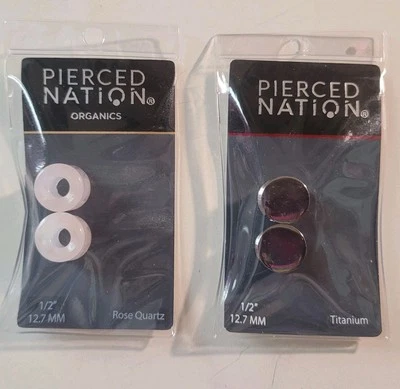 PIERCED
NATION®
ORGANICS
1/2"
12.7 MM
Rose Quartz
PIERCED
NATION®
1/2"
12.7 MM
Titanium